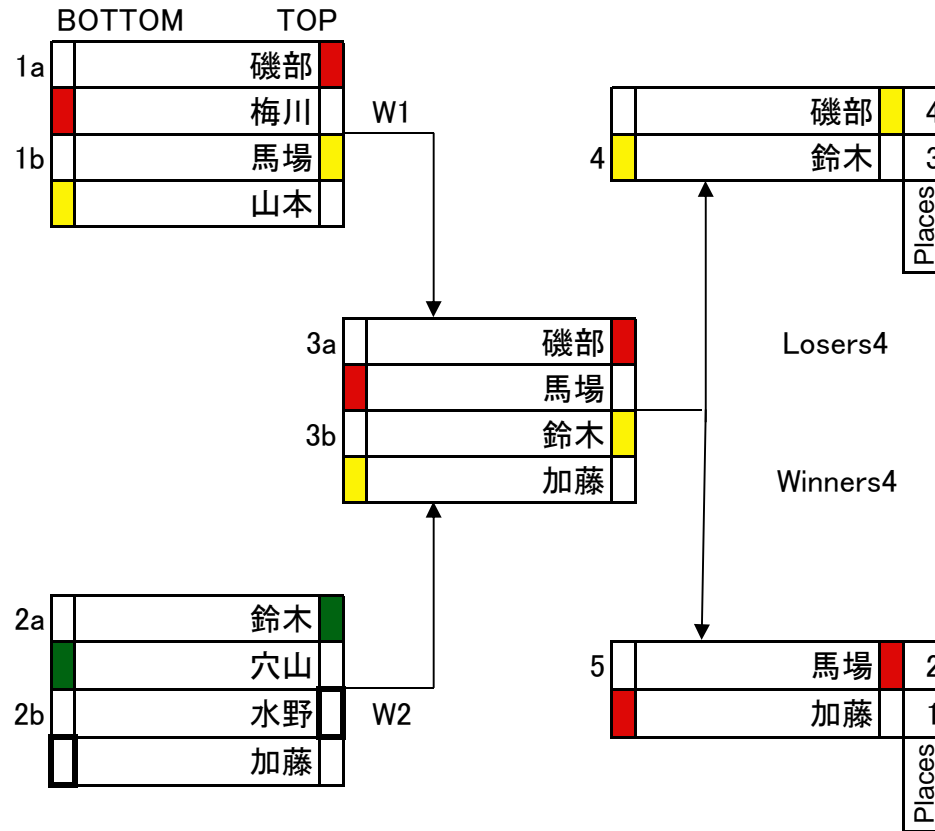 BOTTOM TOP
1a 磯部
梅川 W1
1b 馬場
山本
磯部 4
4 鈴木 3
Places
3a 磯部
馬場
3b 鈴木
加藤
Losers4
Winners4
2a 鈴木
穴山
2b 水野 W2
加藤
5 馬場 2
加藤 1
Places